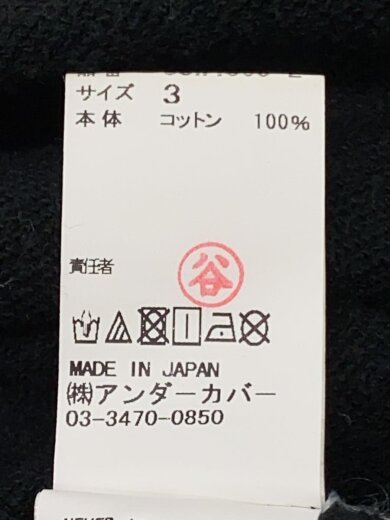 サイズ 3
本体 コットン 100%
責任者 谷
MADE IN JAPAN
(株)アンダーカバー
03-3470-0850